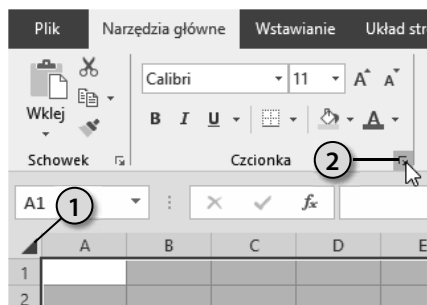 Plik Narzędzia główne Wstawianie Układ str
Calibri 11 A A
Wklej
B I U A
Schowek Czcionka 2
A1 1 fx
A B C D E
1
2